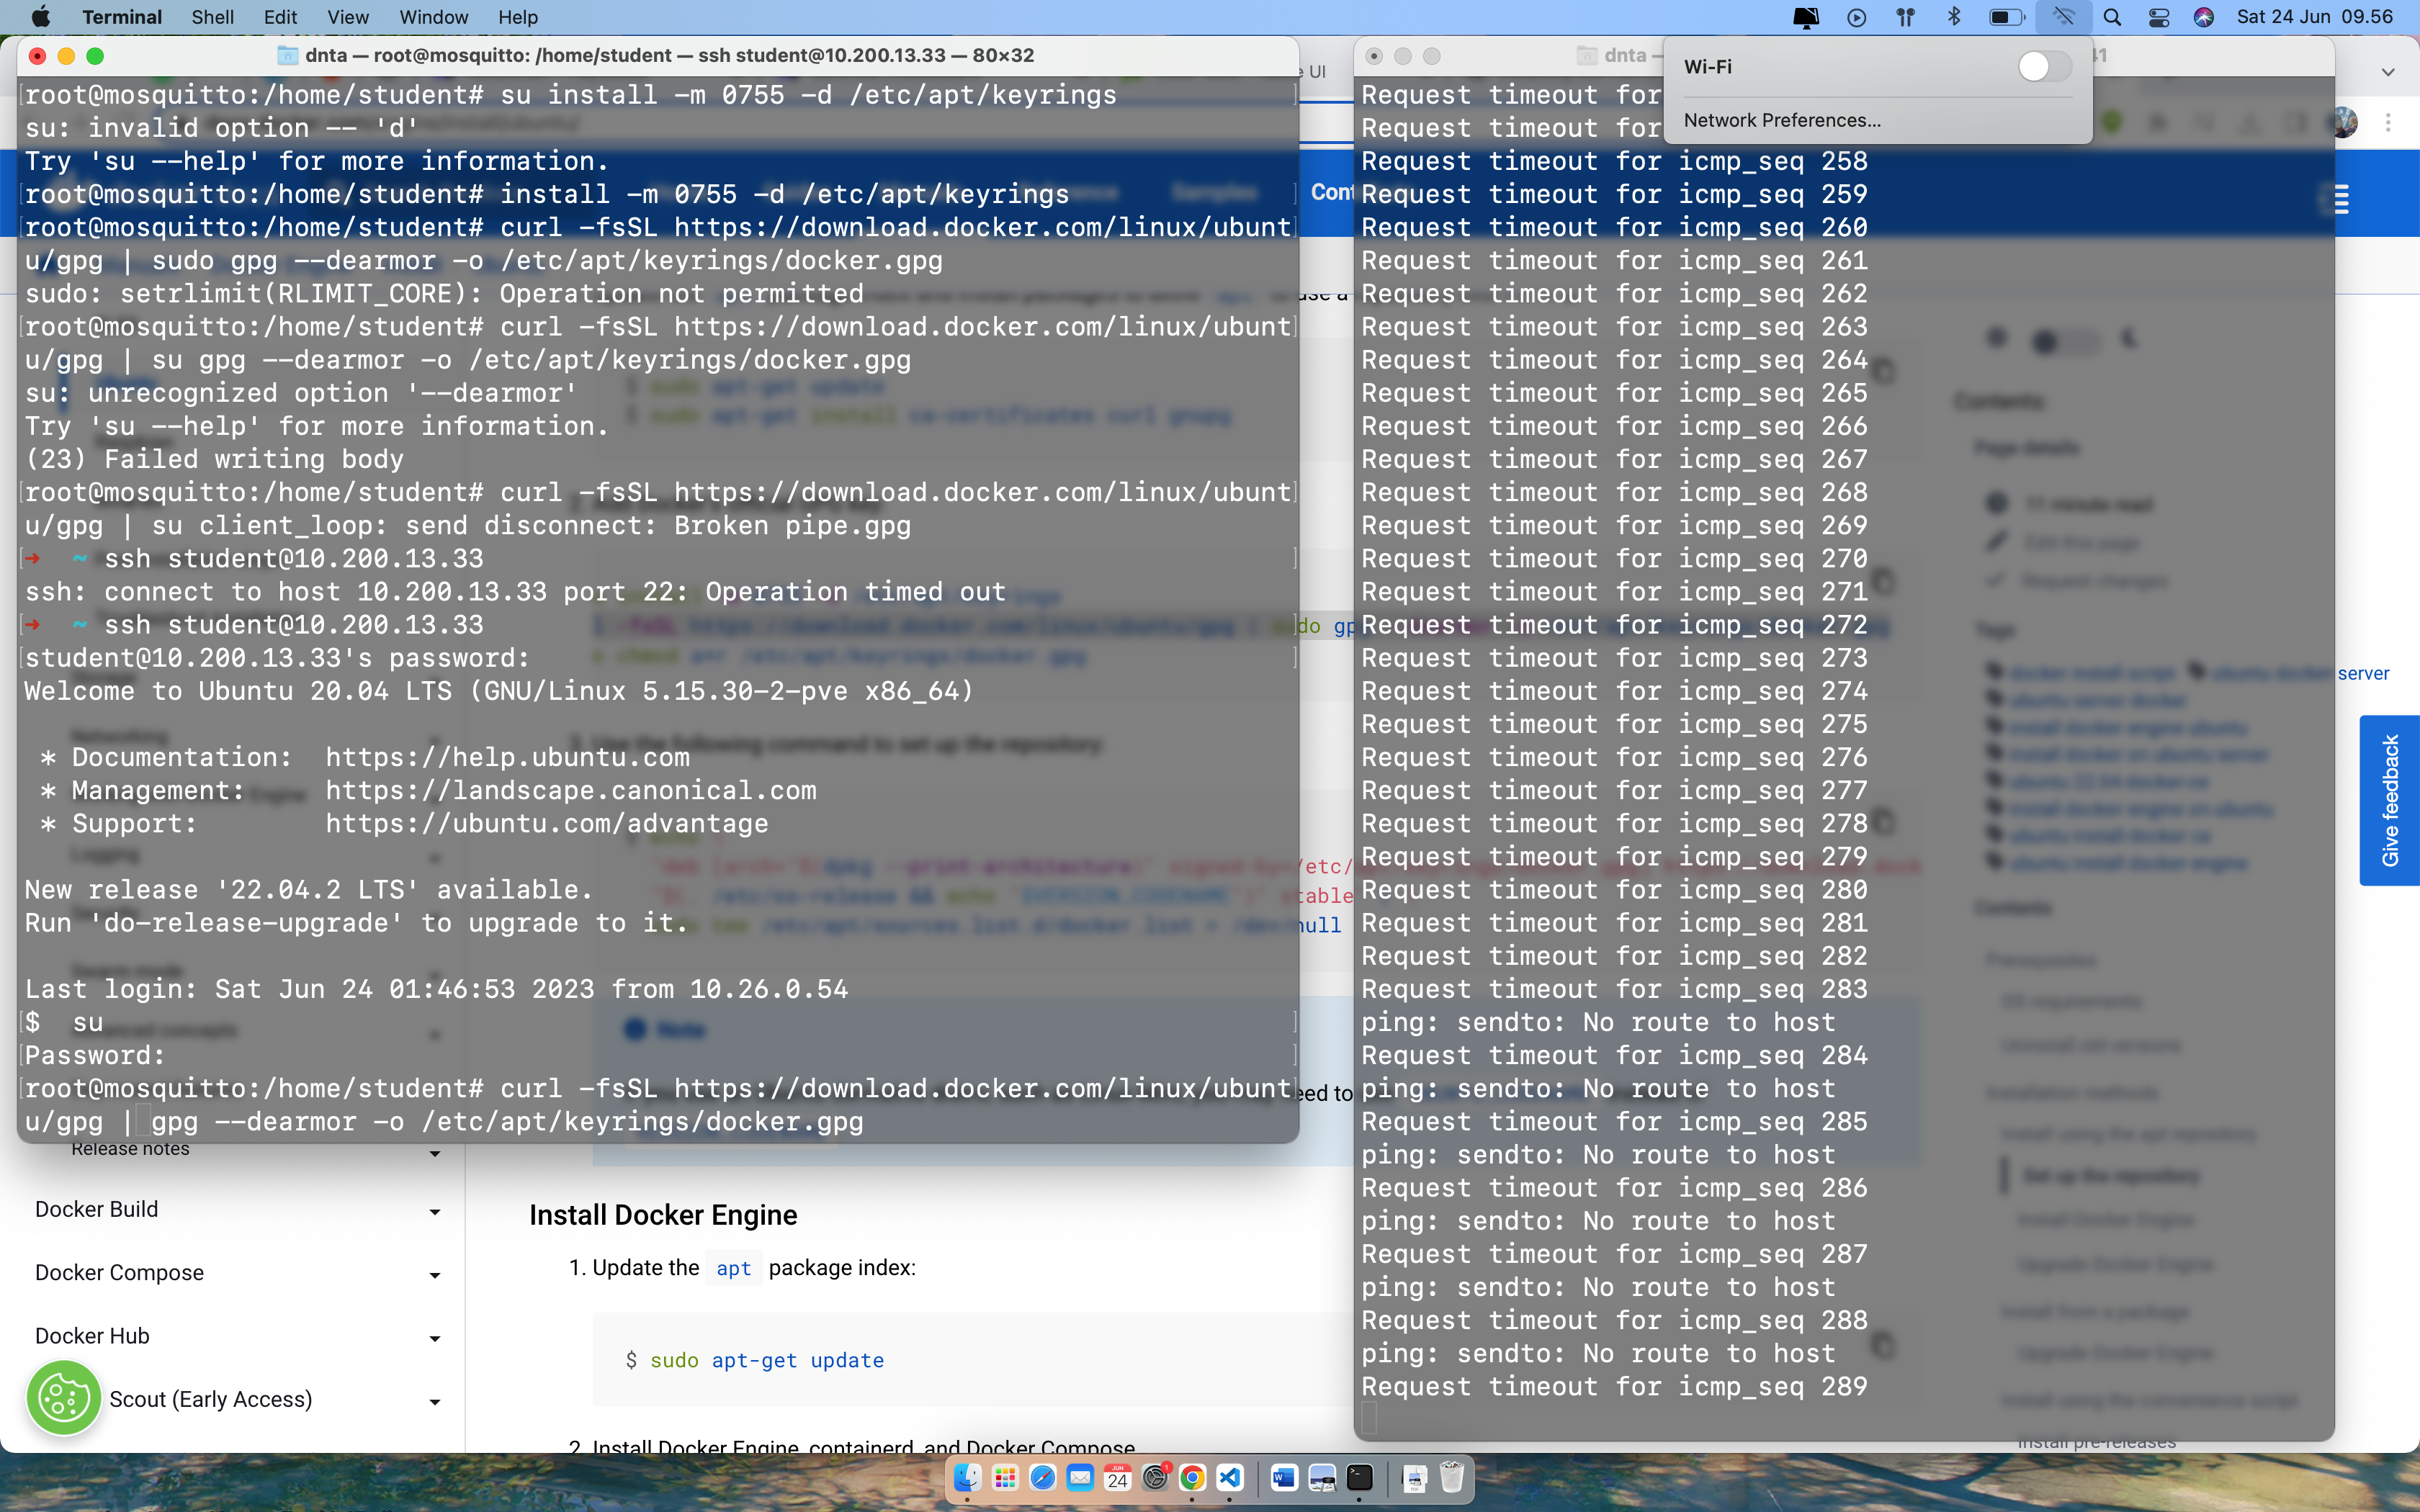 Terminal Shell Edit View Window Help
Sat 24 Jun 09.56
dnta — root@mosquitto: /home/student — ssh student@10.200.13.33 — 80×32
root@mosquitto:/home/student# su install -m 0755 -d /etc/apt/keyrings
su: invalid option -- 'd'
Try 'su --help' for more information.
root@mosquitto:/home/student# install -m 0755 -d /etc/apt/keyrings
root@mosquitto:/home/student# curl -fsSL https://download.docker.com/linux/ubunt
u/gpg | sudo gpg --dearmor -o /etc/apt/keyrings/docker.gpg
sudo: setrlimit(RLIMIT_CORE): Operation not permitted
root@mosquitto:/home/student# curl -fsSL https://download.docker.com/linux/ubunt
u/gpg | su gpg --dearmor -o /etc/apt/keyrings/docker.gpg
su: unrecognized option '--dearmor'
Try 'su --help' for more information.
(23) Failed writing body
root@mosquitto:/home/student# curl -fsSL https://download.docker.com/linux/ubunt
u/gpg | su client_loop: send disconnect: Broken pipe.gpg
➜ ~ ssh student@10.200.13.33
ssh: connect to host 10.200.13.33 port 22: Operation timed out
➜ ~ ssh student@10.200.13.33
student@10.200.13.33's password:
Welcome to Ubuntu 20.04 LTS (GNU/Linux 5.15.30-2-pve x86_64)
* Documentation: https://help.ubuntu.com
* Management: https://landscape.canonical.com
* Support: https://ubuntu.com/advantage
New release '22.04.2 LTS' available.
Run 'do-release-upgrade' to upgrade to it.
Last login: Sat Jun 24 01:46:53 2023 from 10.26.0.54
$ su
Password:
root@mosquitto:/home/student# curl -fsSL https://download.docker.com/linux/ubunt
u/gpg | gpg --dearmor -o /etc/apt/keyrings/docker.gpg
dnta —
Wi-Fi
Network Preferences...
Request timeout for
Request timeout for
Request timeout for icmp_seq 258
Request timeout for icmp_seq 259
Request timeout for icmp_seq 260
Request timeout for icmp_seq 261
Request timeout for icmp_seq 262
Request timeout for icmp_seq 263
Request timeout for icmp_seq 264
Request timeout for icmp_seq 265
Request timeout for icmp_seq 266
Request timeout for icmp_seq 267
Request timeout for icmp_seq 268
Request timeout for icmp_seq 269
Request timeout for icmp_seq 270
Request timeout for icmp_seq 271
Request timeout for icmp_seq 272
Request timeout for icmp_seq 273
Request timeout for icmp_seq 274
Request timeout for icmp_seq 275
Request timeout for icmp_seq 276
Request timeout for icmp_seq 277
Request timeout for icmp_seq 278
Request timeout for icmp_seq 279
Request timeout for icmp_seq 280
Request timeout for icmp_seq 281
Request timeout for icmp_seq 282
Request timeout for icmp_seq 283
ping: sendto: No route to host
Request timeout for icmp_seq 284
ping: sendto: No route to host
Request timeout for icmp_seq 285
ping: sendto: No route to host
Request timeout for icmp_seq 286
ping: sendto: No route to host
Request timeout for icmp_seq 287
ping: sendto: No route to host
Request timeout for icmp_seq 288
ping: sendto: No route to host
Request timeout for icmp_seq 289
server
Give feedback
Release notes
Docker Build
Docker Compose
Docker Hub
Scout (Early Access)
Install Docker Engine
1. Update the apt package index:
$ sudo apt-get update
2. Install Docker Engine, containerd, and Docker Compose
JUN
24
1